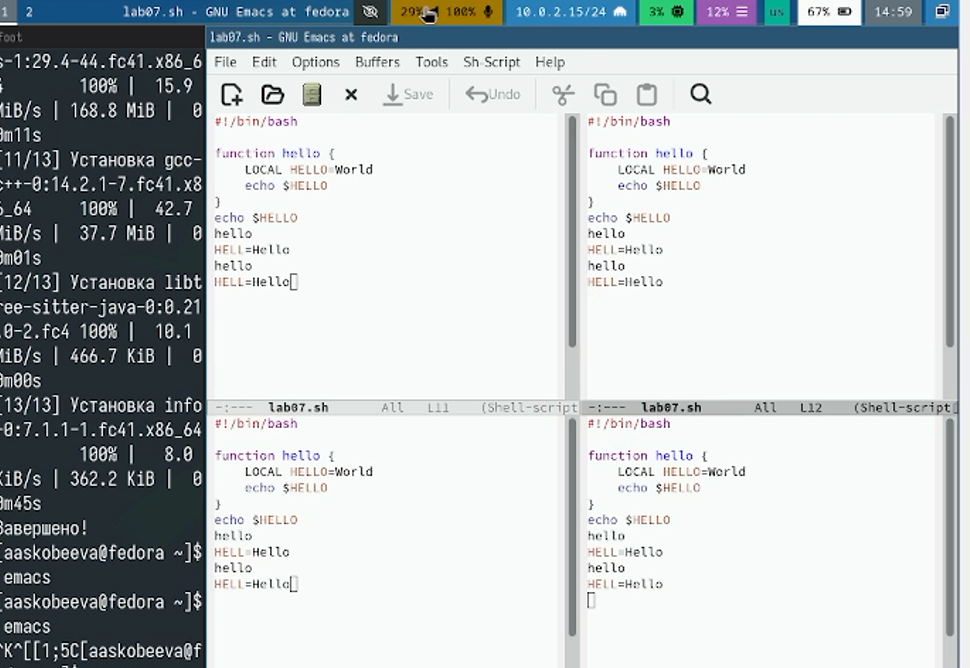 1 2 lab07.sh - GNU Emacs at fedora 29% 100% 10.0.2.15/24 3% 12% us 67% 14:59
foot
s-1:29.4-44.fc41.x86_6
100% | 15.9
MiB/s | 168.8 MiB | 0
0m11s
[11/13] Установка gcc-
c++-0:14.2.1-7.fc41.x8
6_64 100% | 42.7
MiB/s | 37.7 MiB | 0
0m01s
[12/13] Установка libt
ree-sitter-java-0:0.21
.0-2.fc4 100% | 10.1
MiB/s | 466.7 KiB | 0
0m00s
[13/13] Установка info
-0:7.1.1-1.fc41.x86_64
100% | 8.0
KiB/s | 362.2 KiB | 0
0m45s
Завершено!
[aaskobeeva@fedora ~]$
emacs
[aaskobeeva@fedora ~]$
emacs
^K^[[1;5C[aaskobeeva@f
lab07.sh - GNU Emacs at fedora
File Edit Options Buffers Tools Sh-Script Help
Save Undo
#!/bin/bash
function hello {
LOCAL HELLO=World
echo $HELLO
}
echo $HELLO
hello
HELL=Hello
hello
HELL=Hello
-:--- lab07.sh All L11 (Shell-script
#!/bin/bash
function hello {
LOCAL HELLO=World
echo $HELLO
}
echo $HELLO
hello
HELL=Hello
hello
HELL=Hello
-:--- lab07.sh All L12 (Shell-script
#!/bin/bash
function hello {
LOCAL HELLO=World
echo $HELLO
}
echo $HELLO
hello
HELL=Hello
hello
HELL=Hello
#!/bin/bash
function hello {
LOCAL HELLO=World
echo $HELLO
}
echo $HELLO
hello
HELL=Hello
hello
HELL=Hello